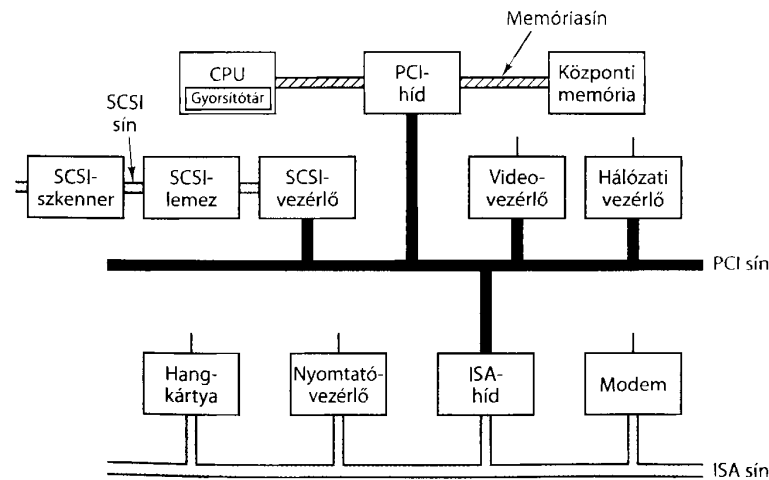 Memóriasín
CPU
Gyorsítótár
PCI-
híd
Központi
memória
SCSI
sín
SCSI-
szkenner
SCSI-
lemez
SCSI-
vezérlő
Video-
vezérlő
Hálózati
vezérlő
PCI sín
Hang-
kártya
Nyomtató-
vezérlő
ISA-
híd
Modem
ISA sín